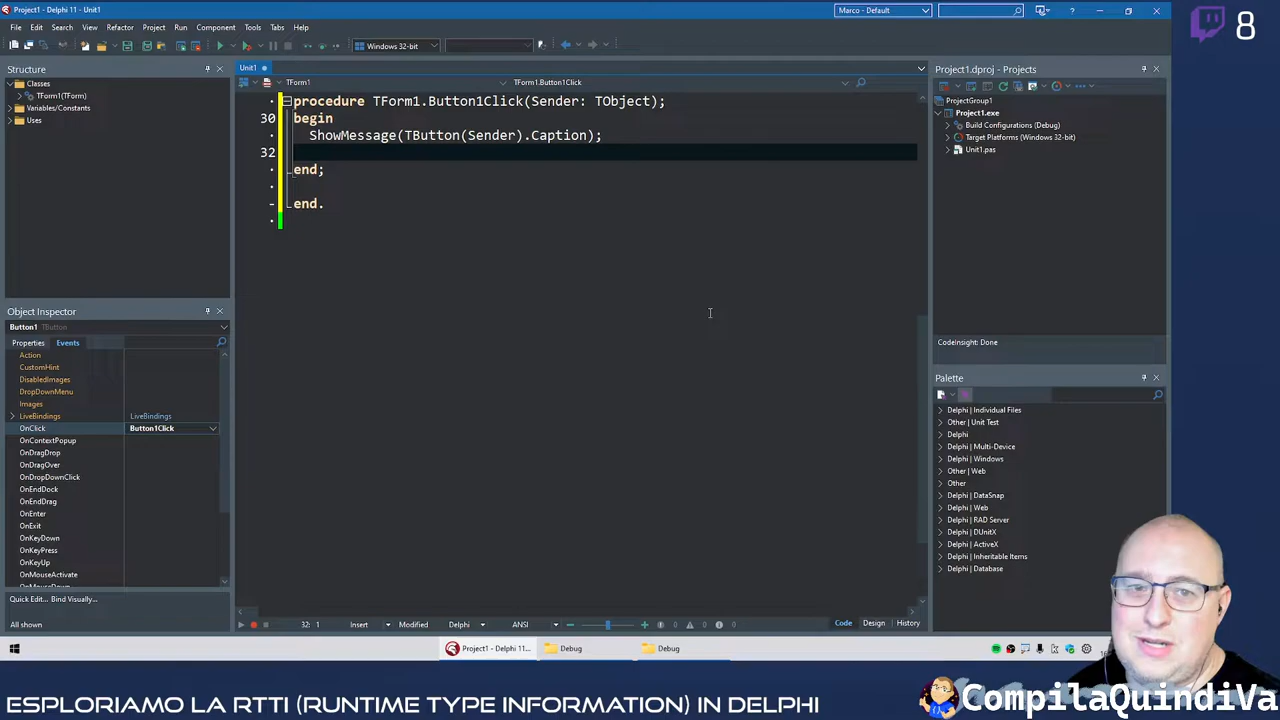 Project1 - Delphi 11 - Unit1
Marco - Default
8
File Edit Search View Refactor Project Run Component Tools Tabs Help
Windows 32-bit
Structure
Classes
TForm1(TForm)
Variables/Constants
Uses
Unit1
TForm1
TForm1.Button1Click
procedure TForm1.Button1Click(Sender: TObject);
30 begin
ShowMessage(TButton(Sender).Caption);
32
end;
end.
Object Inspector
Button1 TButton
Properties Events
Action
CustomHint
DisabledImages
DropDownMenu
Images
LiveBindings LiveBindings
OnClick Button1Click
OnContextPopup
OnDragDrop
OnDragOver
OnDropDownClick
OnEndDock
OnEndDrag
OnEnter
OnExit
OnKeyDown
OnKeyPress
OnKeyUp
OnMouseActivate
OnMouseDown
Quick Edit... Bind Visually...
All shown
32: 1 Insert Modified Delphi ANSI 0 0 0
Code Design History
Project1.dproj - Projects
ProjectGroup1
Project1.exe
Build Configurations (Debug)
Target Platforms (Windows 32-bit)
Unit1.pas
CodeInsight: Done
Palette
Delphi | Individual Files
Other | Unit Test
Delphi
Delphi | Multi-Device
Delphi | Windows
Other | Web
Other
Delphi | DataSnap
Delphi | Web
Delphi | RAD Server
Delphi | DUnitX
Delphi | ActiveX
Delphi | Inheritable Items
Delphi | Database
Project1 - Delphi 11...
Debug
Debug
ESPLORIAMO LA RTTI (RUNTIME TYPE INFORMATION) IN DELPHI
CompilaQuindiVa